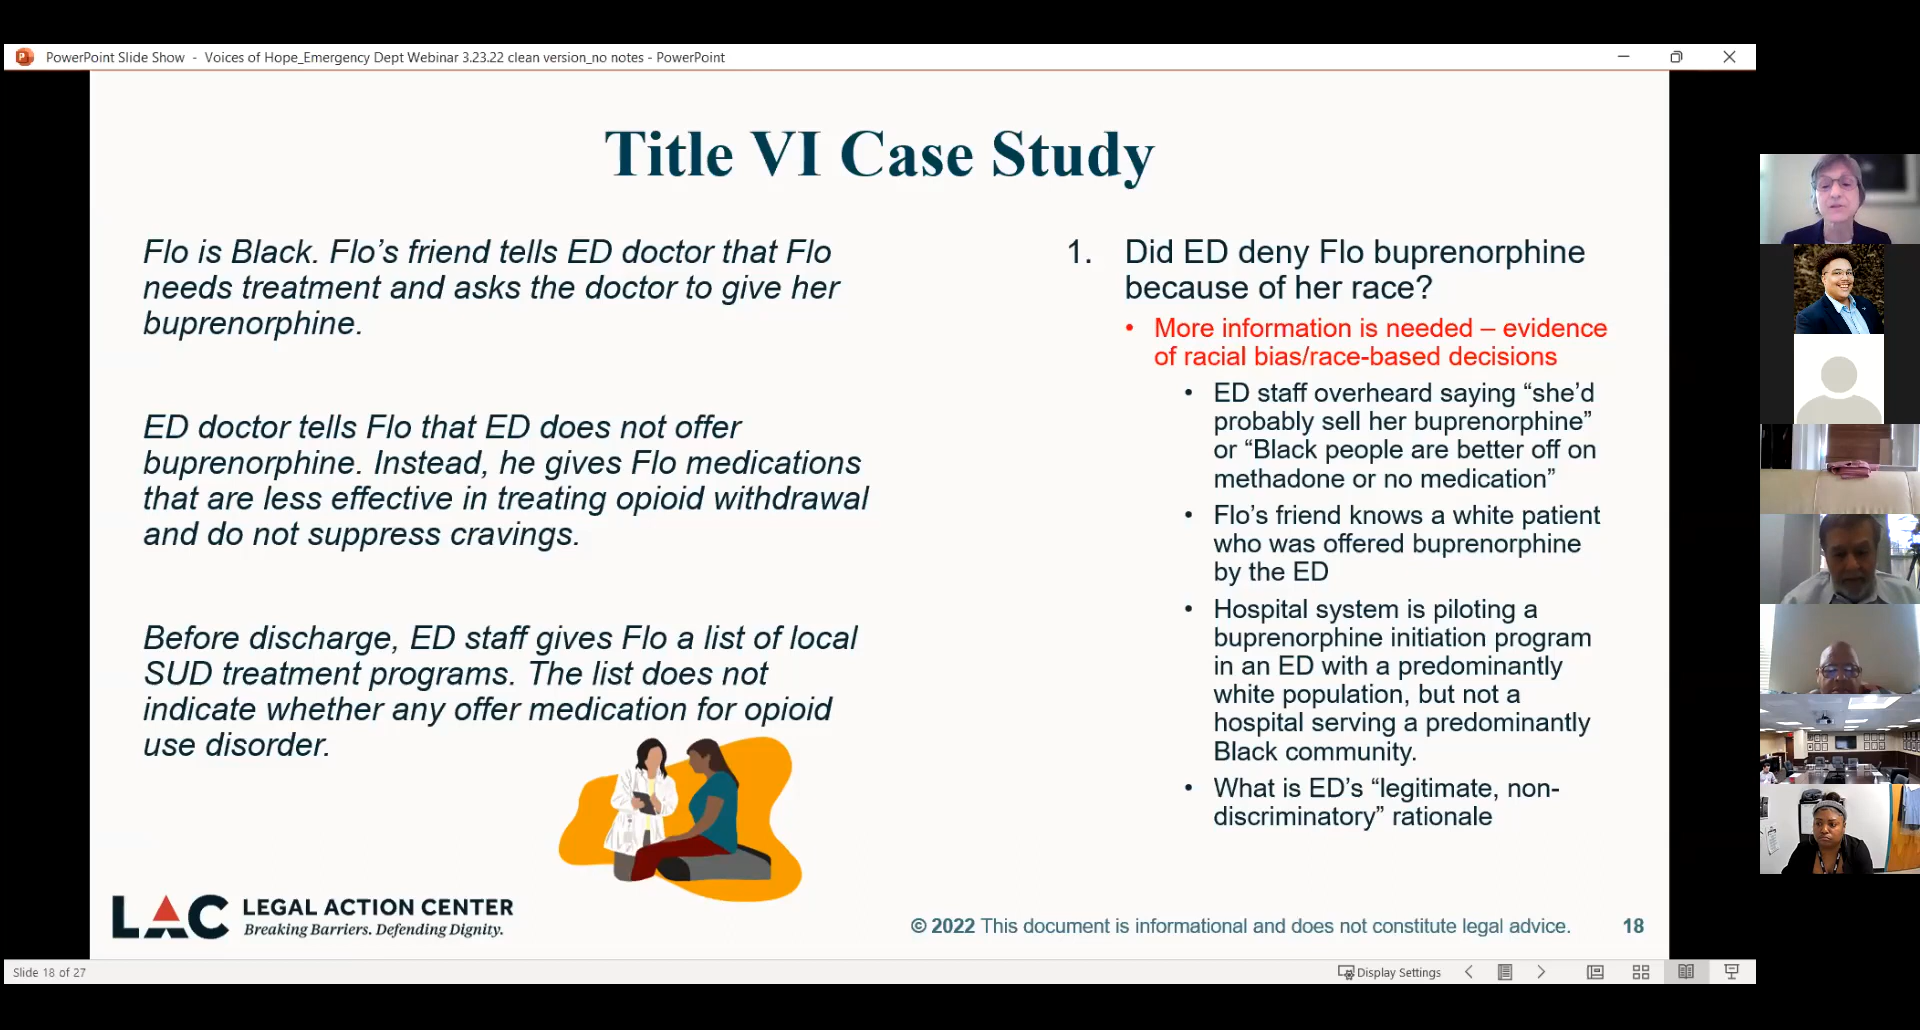 PowerPoint Slide Show - Voices of Hope_Emergency Dept Webinar 3.23.22 clean version_no notes - PowerPoint
Title VI Case Study
Flo is Black. Flo’s friend tells ED doctor that Flo
needs treatment and asks the doctor to give her
buprenorphine.
ED doctor tells Flo that ED does not offer
buprenorphine. Instead, he gives Flo medications
that are less effective in treating opioid withdrawal
and do not suppress cravings.
Before discharge, ED staff gives Flo a list of local
SUD treatment programs. The list does not
indicate whether any offer medication for opioid
use disorder.
1. Did ED deny Flo buprenorphine
because of her race?
• More information is needed – evidence
of racial bias/race-based decisions
• ED staff overheard saying “she’d
probably sell her buprenorphine”
or “Black people are better off on
methadone or no medication”
• Flo’s friend knows a white patient
who was offered buprenorphine
by the ED
• Hospital system is piloting a
buprenorphine initiation program
in an ED with a predominantly
white population, but not a
hospital serving a predominantly
Black community.
• What is ED’s “legitimate, non-
discriminatory” rationale
LAC LEGAL ACTION CENTER
Breaking Barriers. Defending Dignity.
© 2022 This document is informational and does not constitute legal advice. 18
Slide 18 of 27
Display Settings